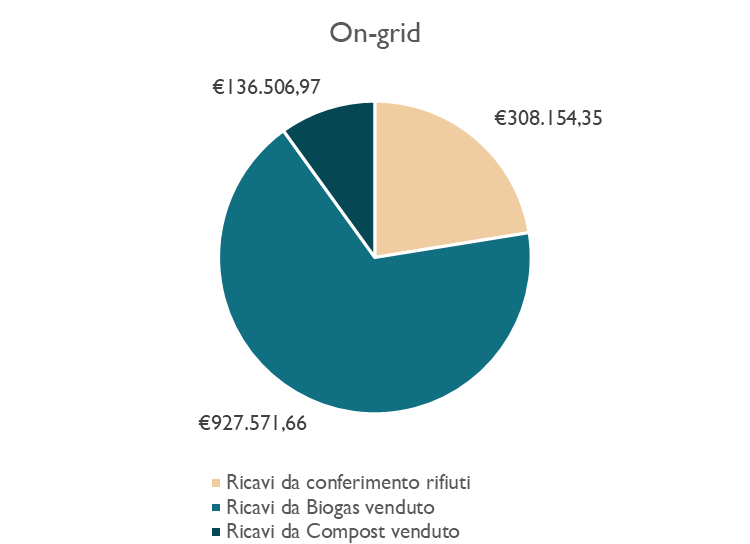 On-grid
€136.506,97
€308.154,35
€927.571,66
Ricavi da conferimento rifiuti
Ricavi da Biogas venduto
Ricavi da Compost venduto